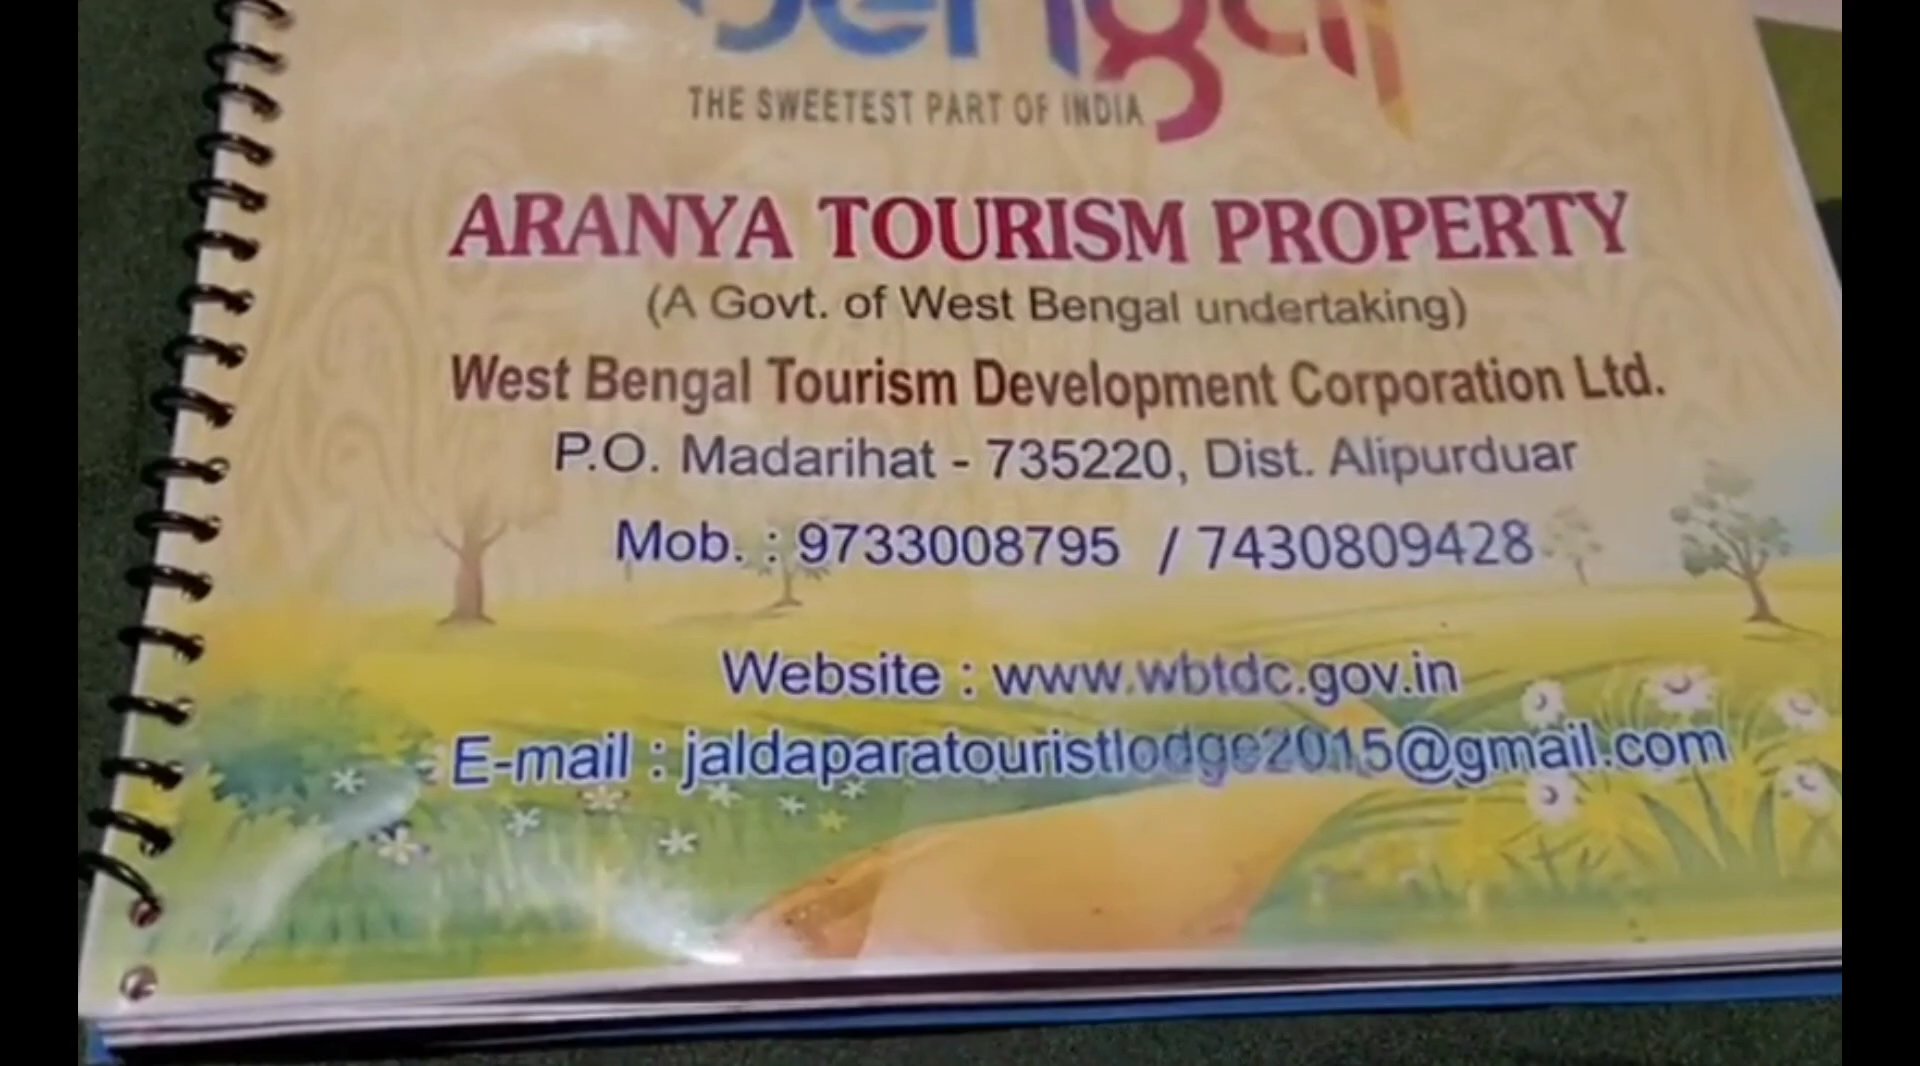 bengal
THE SWEETEST PART OF INDIA
ARANYA TOURISM PROPERTY
(A Govt. of West Bengal undertaking)
West Bengal Tourism Development Corporation Ltd.
P.O. Madarihat - 735220, Dist. Alipurduar
Mob. : 9733008795 / 7430809428
Website : www.wbtdc.gov.in
E-mail : jaldaparatouristlodge2015@gmail.com